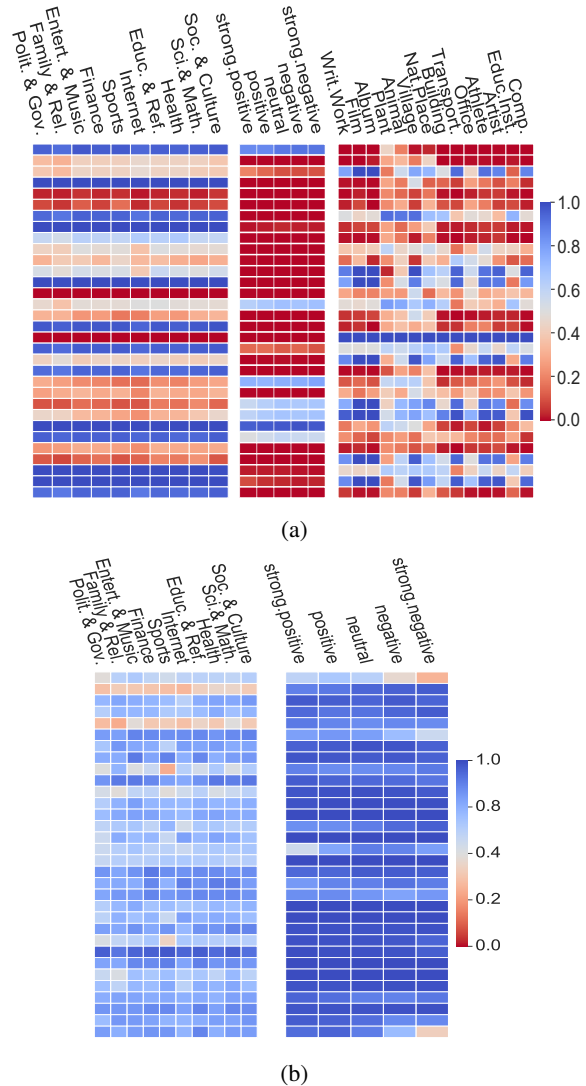 Polit. & Gov.
Family & Rel.
Entert. & Music
Finance
Sports
Internet
Educ. & Ref.
Health
Sci.& Math.
Soc. & Culture
strong.positive
positive
neutral
negative
strong.negative
Writ.Work
Film
Album
Plant
Animal
Village
Nat.Place
Building
Transport.
Office
Athlete
Artist
Educ.Inst.
Comp.
1.0
0.8
0.6
0.4
0.2
0.0
(a)
Polit. & Gov.
Family & Rel.
Entert. & Music
Finance
Sports
Internet
Educ. & Ref.
Health
Sci.& Math.
Soc. & Culture
strong.positive
positive
neutral
negative
strong.negative
1.0
0.8
0.4
0.2
0.0
(b)